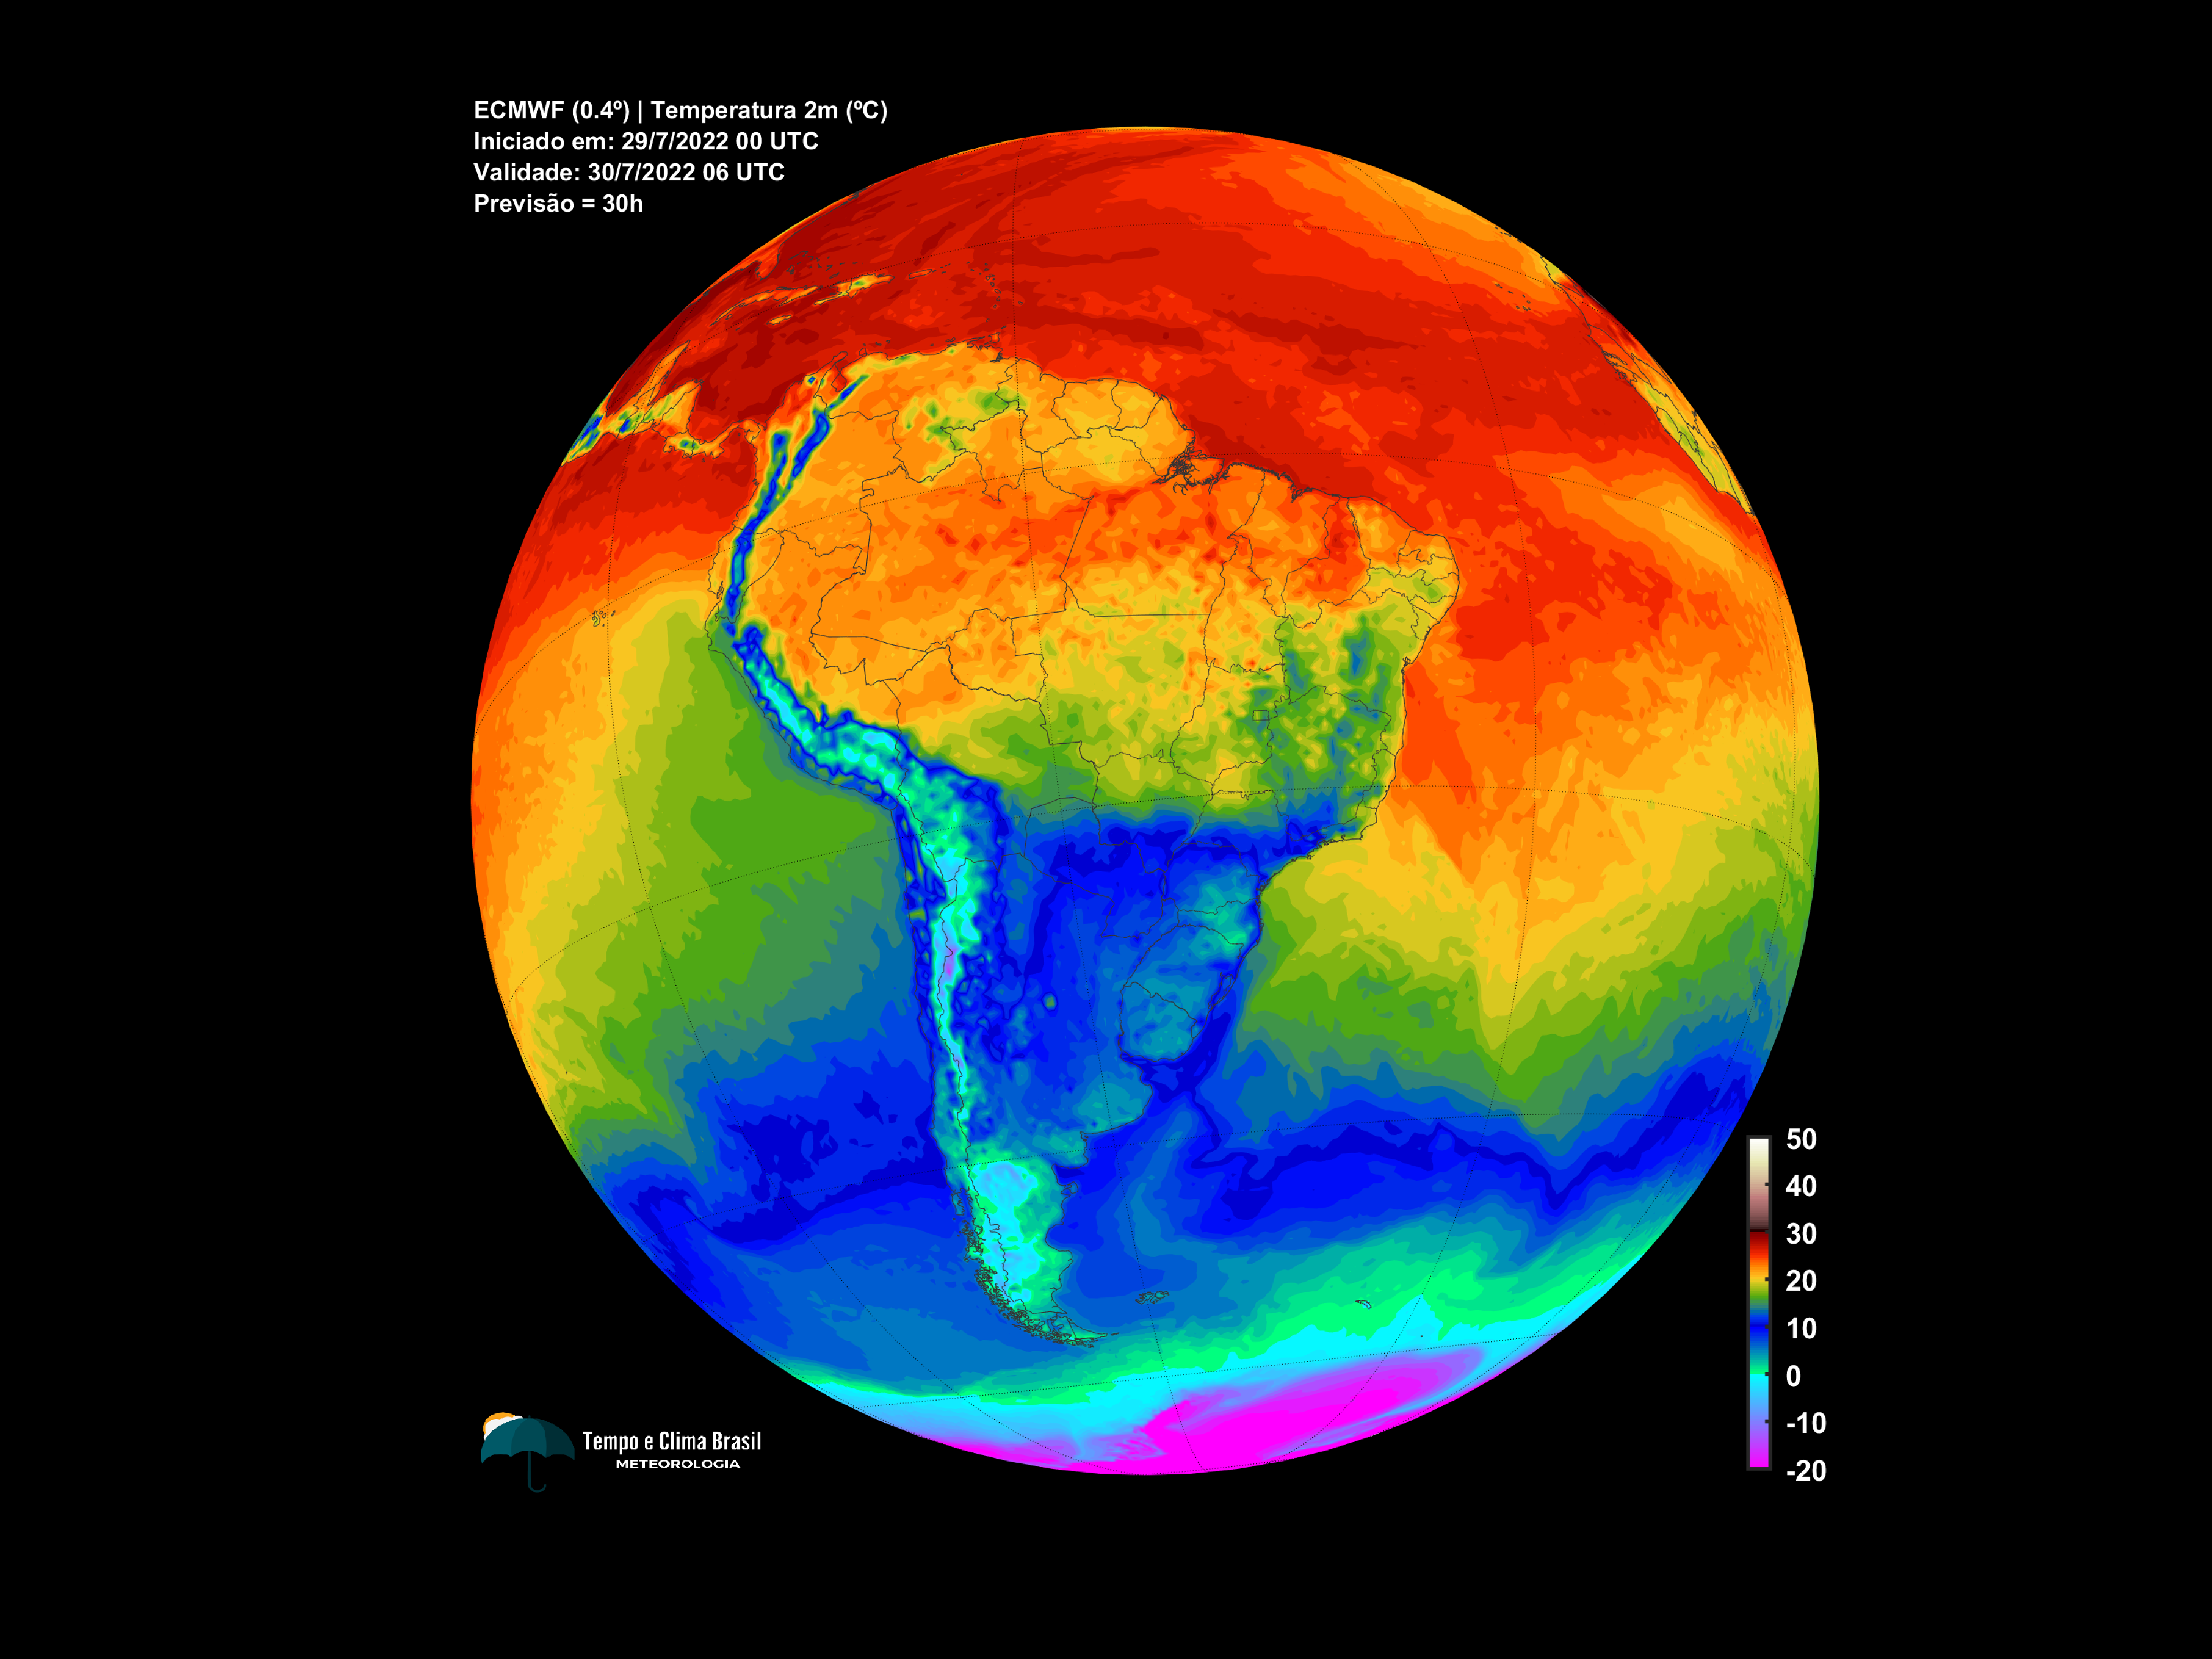 ECMWF (0.4º) | Temperatura 2m (ºC)
Iniciado em: 29/7/2022 00 UTC
Validade: 30/7/2022 06 UTC
Previsão = 30h
50
40
30
20
10
0
-10
-20
Tempo e Clima Brasil
METEOROLOGIA